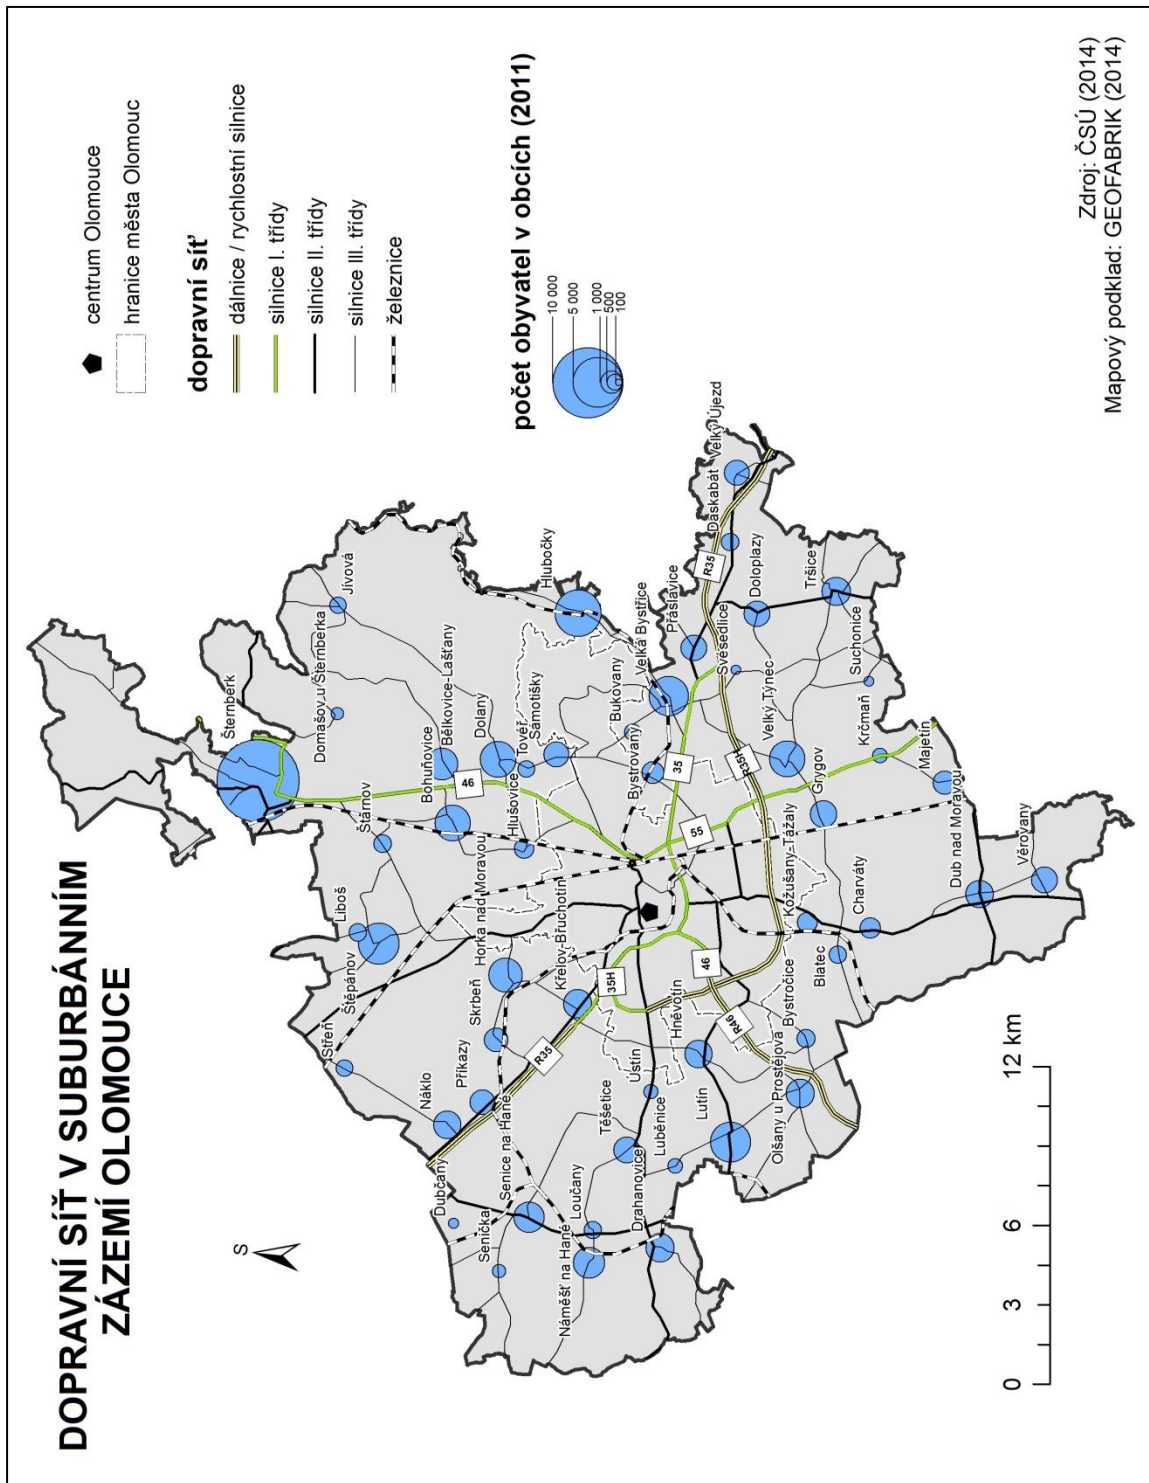 DOPRAVNÍ SÍŤ V SUBURBÁNNÍM
ZÁZEMÍ OLOMOUCE
S
Šternberk
Domašov u Šternberka
Jívová
Štarnov
Bohuňovice
Bělkovice-Lašťany
Dolany
Tovéř
Samotišky
Hlušovice
Hlubočky
Liboš
Štěpánov
Střeň
Horka nad Moravou
Skrbeň
Křelov-Břuchotín
Příkazy
Náklo
Dubčany
Senice na Hané
Senička
Loučany
Náměšť na Hané
Drahanovice
Těšetice
Luběnice
Ústín
Lutín
Hněvotín
Olšany u Prostějova
Bystročice
Blatec
Kožušany-Tážaly
Charváty
Dub nad Moravou
Věrovany
Majetín
Krčmaň
Grygov
Velký Týnec
Suchonice
Tršice
Doloplazy
Svésedlice
Přáslavice
Daskabát
Velký Újezd
Velká Bystřice
Bukovany
Bystrovany
46
R35
35H
46
R46
55
35
R35H
R35
centrum Olomouce
hranice města Olomouc
dopravní síť
dálnice / rychlostní silnice
silnice I. třídy
silnice II. třídy
silnice III. třídy
železnice
počet obyvatel v obcích (2011)
10 000
5 000
1 000
500
100
0 3 6 12 km
Zdroj: ČSÚ (2014)
Mapový podklad: GEOFABRIK (2014)